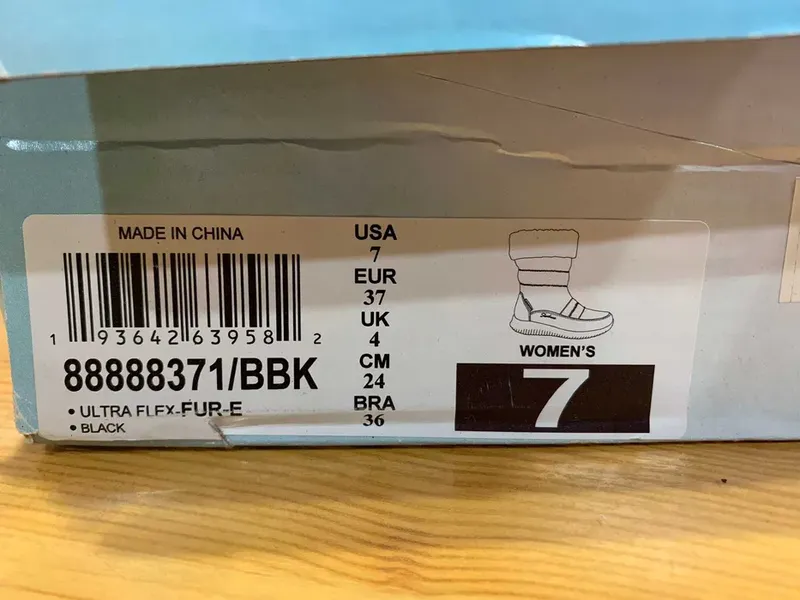 MADE IN CHINA
1 93642 63958 2
88888371/BBK
• ULTRA FLEX-FUR-E
• BLACK
USA
7
EUR
37
UK
4
CM
24
BRA
36
WOMEN'S
7